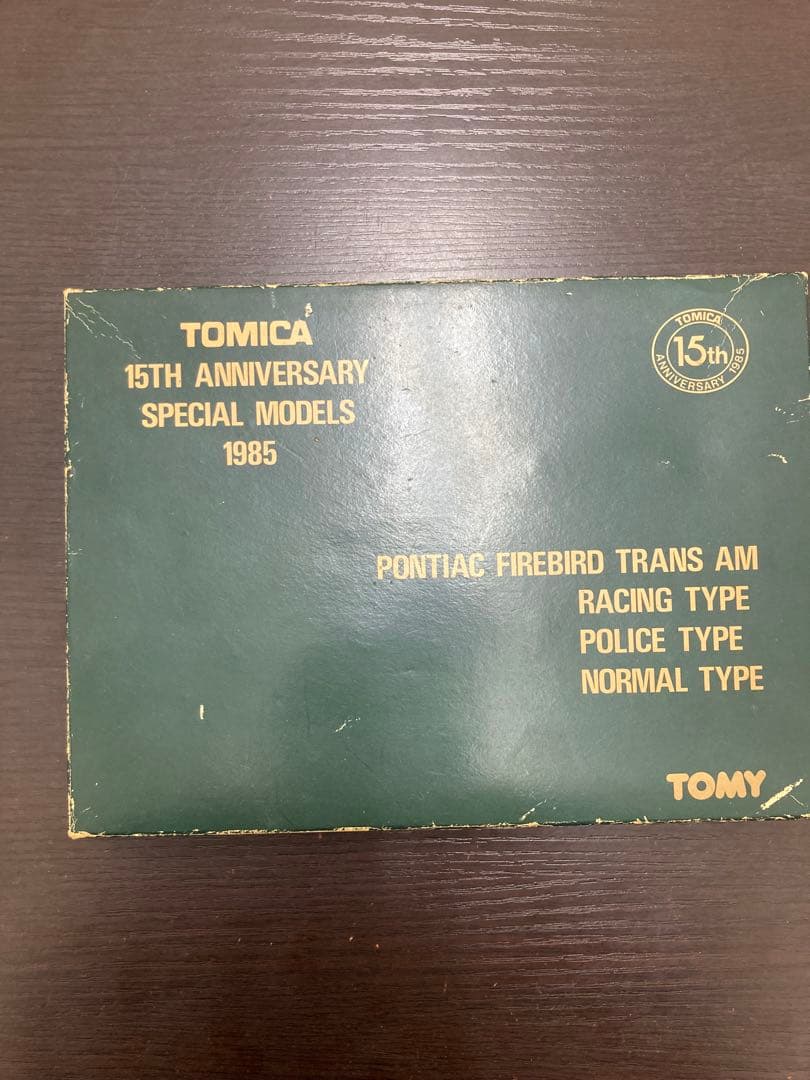 TOMICA
15TH ANNIVERSARY
SPECIAL MODELS
1985
TOMICA
15th
ANNIVERSARY 1985
PONTIAC FIREBIRD TRANS AM
RACING TYPE
POLICE TYPE
NORMAL TYPE
TOMY